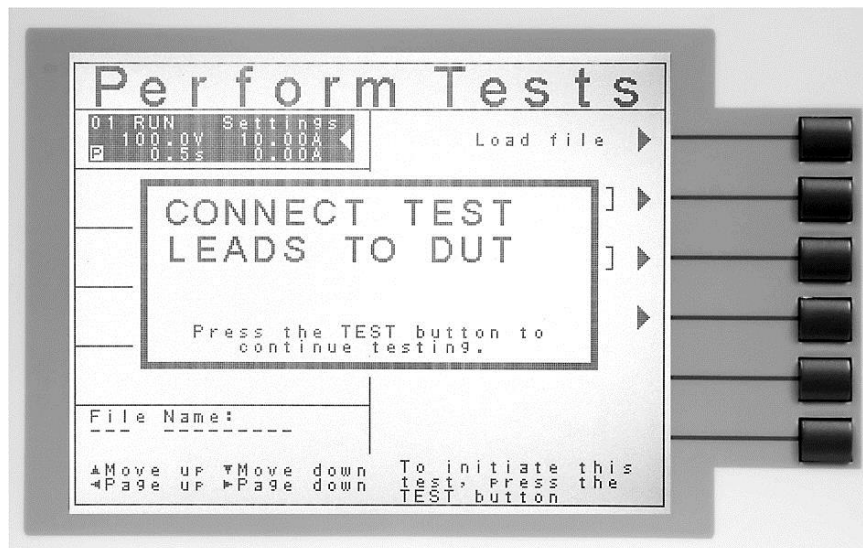 Perform Tests
01 RUN Settings
100.0V 10.00A
P 0.5s 0.00A
Load file
]
]
CONNECT TEST
LEADS TO DUT
Press the TEST button to
continue testing.
File Name:
▲Move up ▼Move down
◄Page up ►Page down
To initiate this
test, press the
TEST button